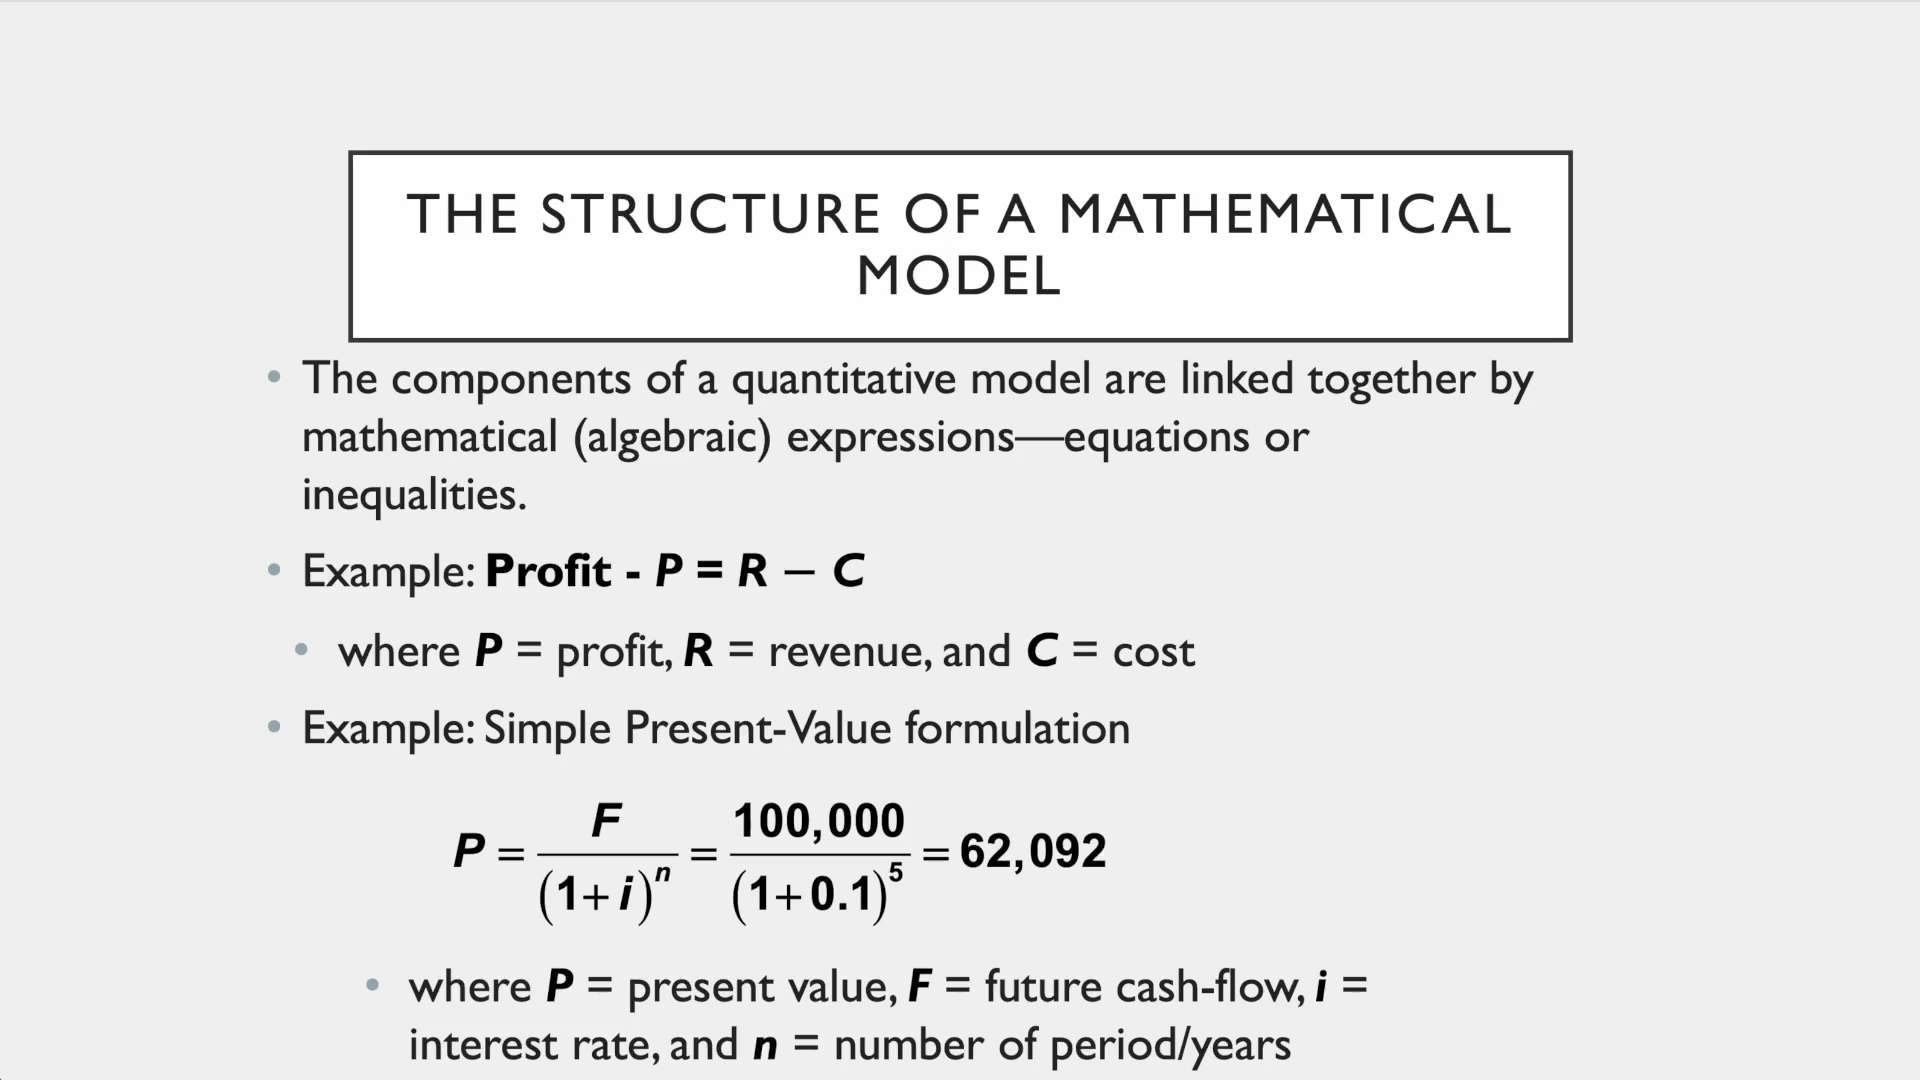 THE STRUCTURE OF A MATHEMATICAL
MODEL
• The components of a quantitative model are linked together by
mathematical (algebraic) expressions—equations or
inequalities.
• Example: Profit - P = R – C
• where P = profit, R = revenue, and C = cost
• Example: Simple Present-Value formulation
P = F / (1+i)^n = 100,000 / (1+0.1)^5 = 62,092
• where P = present value, F = future cash-flow, i =
interest rate, and n = number of period/years